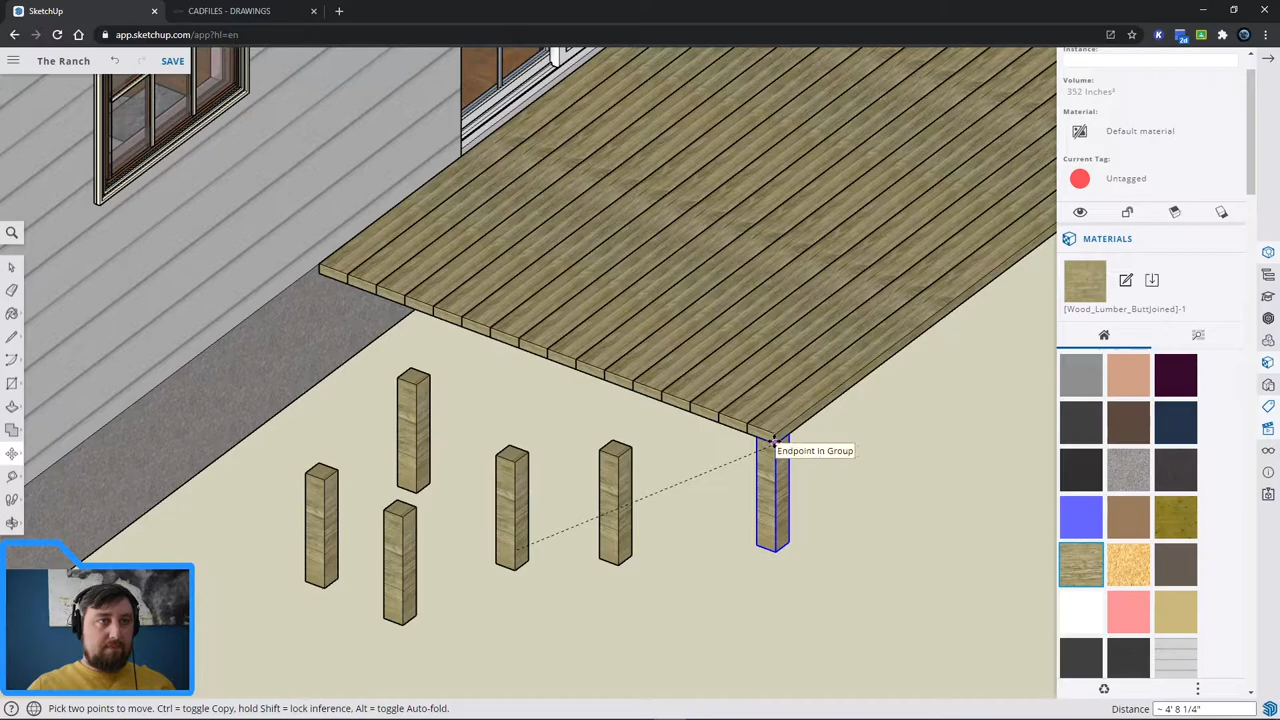 SketchUp
CADFILES - DRAWINGS
app.sketchup.com/app?hl=en
2d
The Ranch
SAVE
Instance:
Volume:
352 Inches³
Material:
Default material
Current Tag:
Untagged
MATERIALS
[Wood_Lumber_ButtJoined]-1
Endpoint in Group
Pick two points to move. Ctrl = toggle Copy, hold Shift = lock inference, Alt = toggle Auto-fold.
Distance
~ 4' 8 1/4"